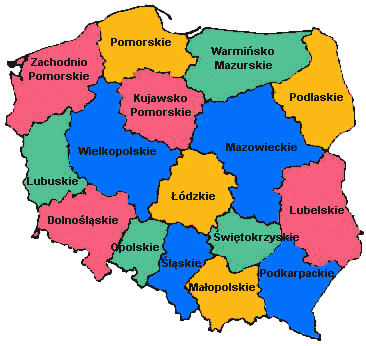 Pomorskie
Warmińsko
Mazurskie
Zachodnio
Pomorskie
Podlaskie
Kujawsko
Pomorskie
Wielkopolskie
Mazowieckie
Lubuskie
Łódzkie
Lubelskie
Dolnośląskie
Opolskie
Świętokrzyskie
Śląskie
Podkarpackie
Małopolskie